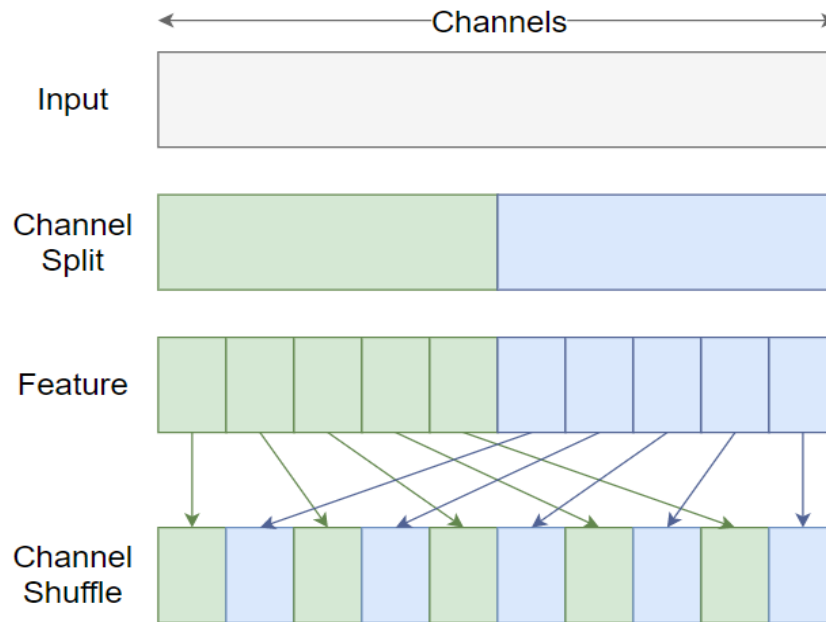 Channels
Input
Channel
Split
Feature
Channel
Shuffle